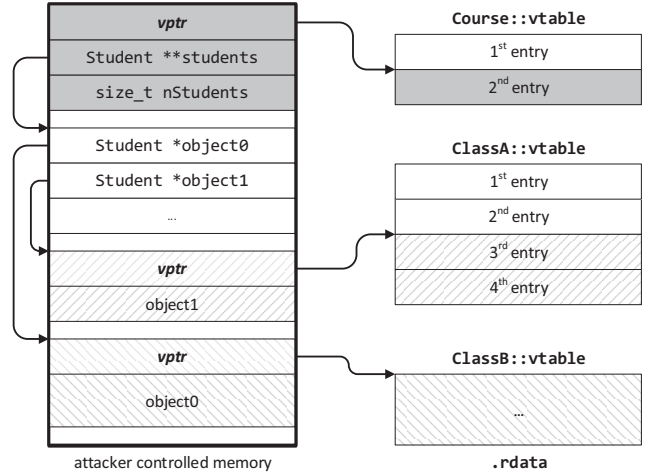 vptr
Student **students
size_t nStudents
Student *object0
Student *object1
...
vptr
object1
vptr
object0
attacker controlled memory
Course::vtable
1st entry
2nd entry
ClassA::vtable
1st entry
2nd entry
3rd entry
4th entry
ClassB::vtable
...
.rdata